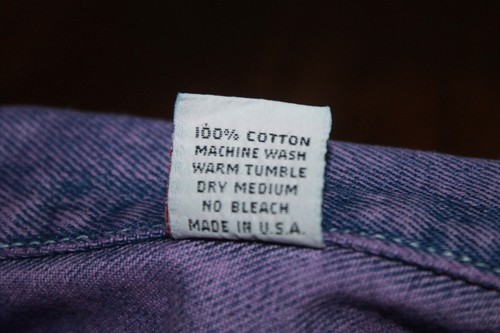 100% COTTON
MACHINE WASH
WARM TUMBLE
DRY MEDIUM
NO BLEACH
MADE IN U.S.A.